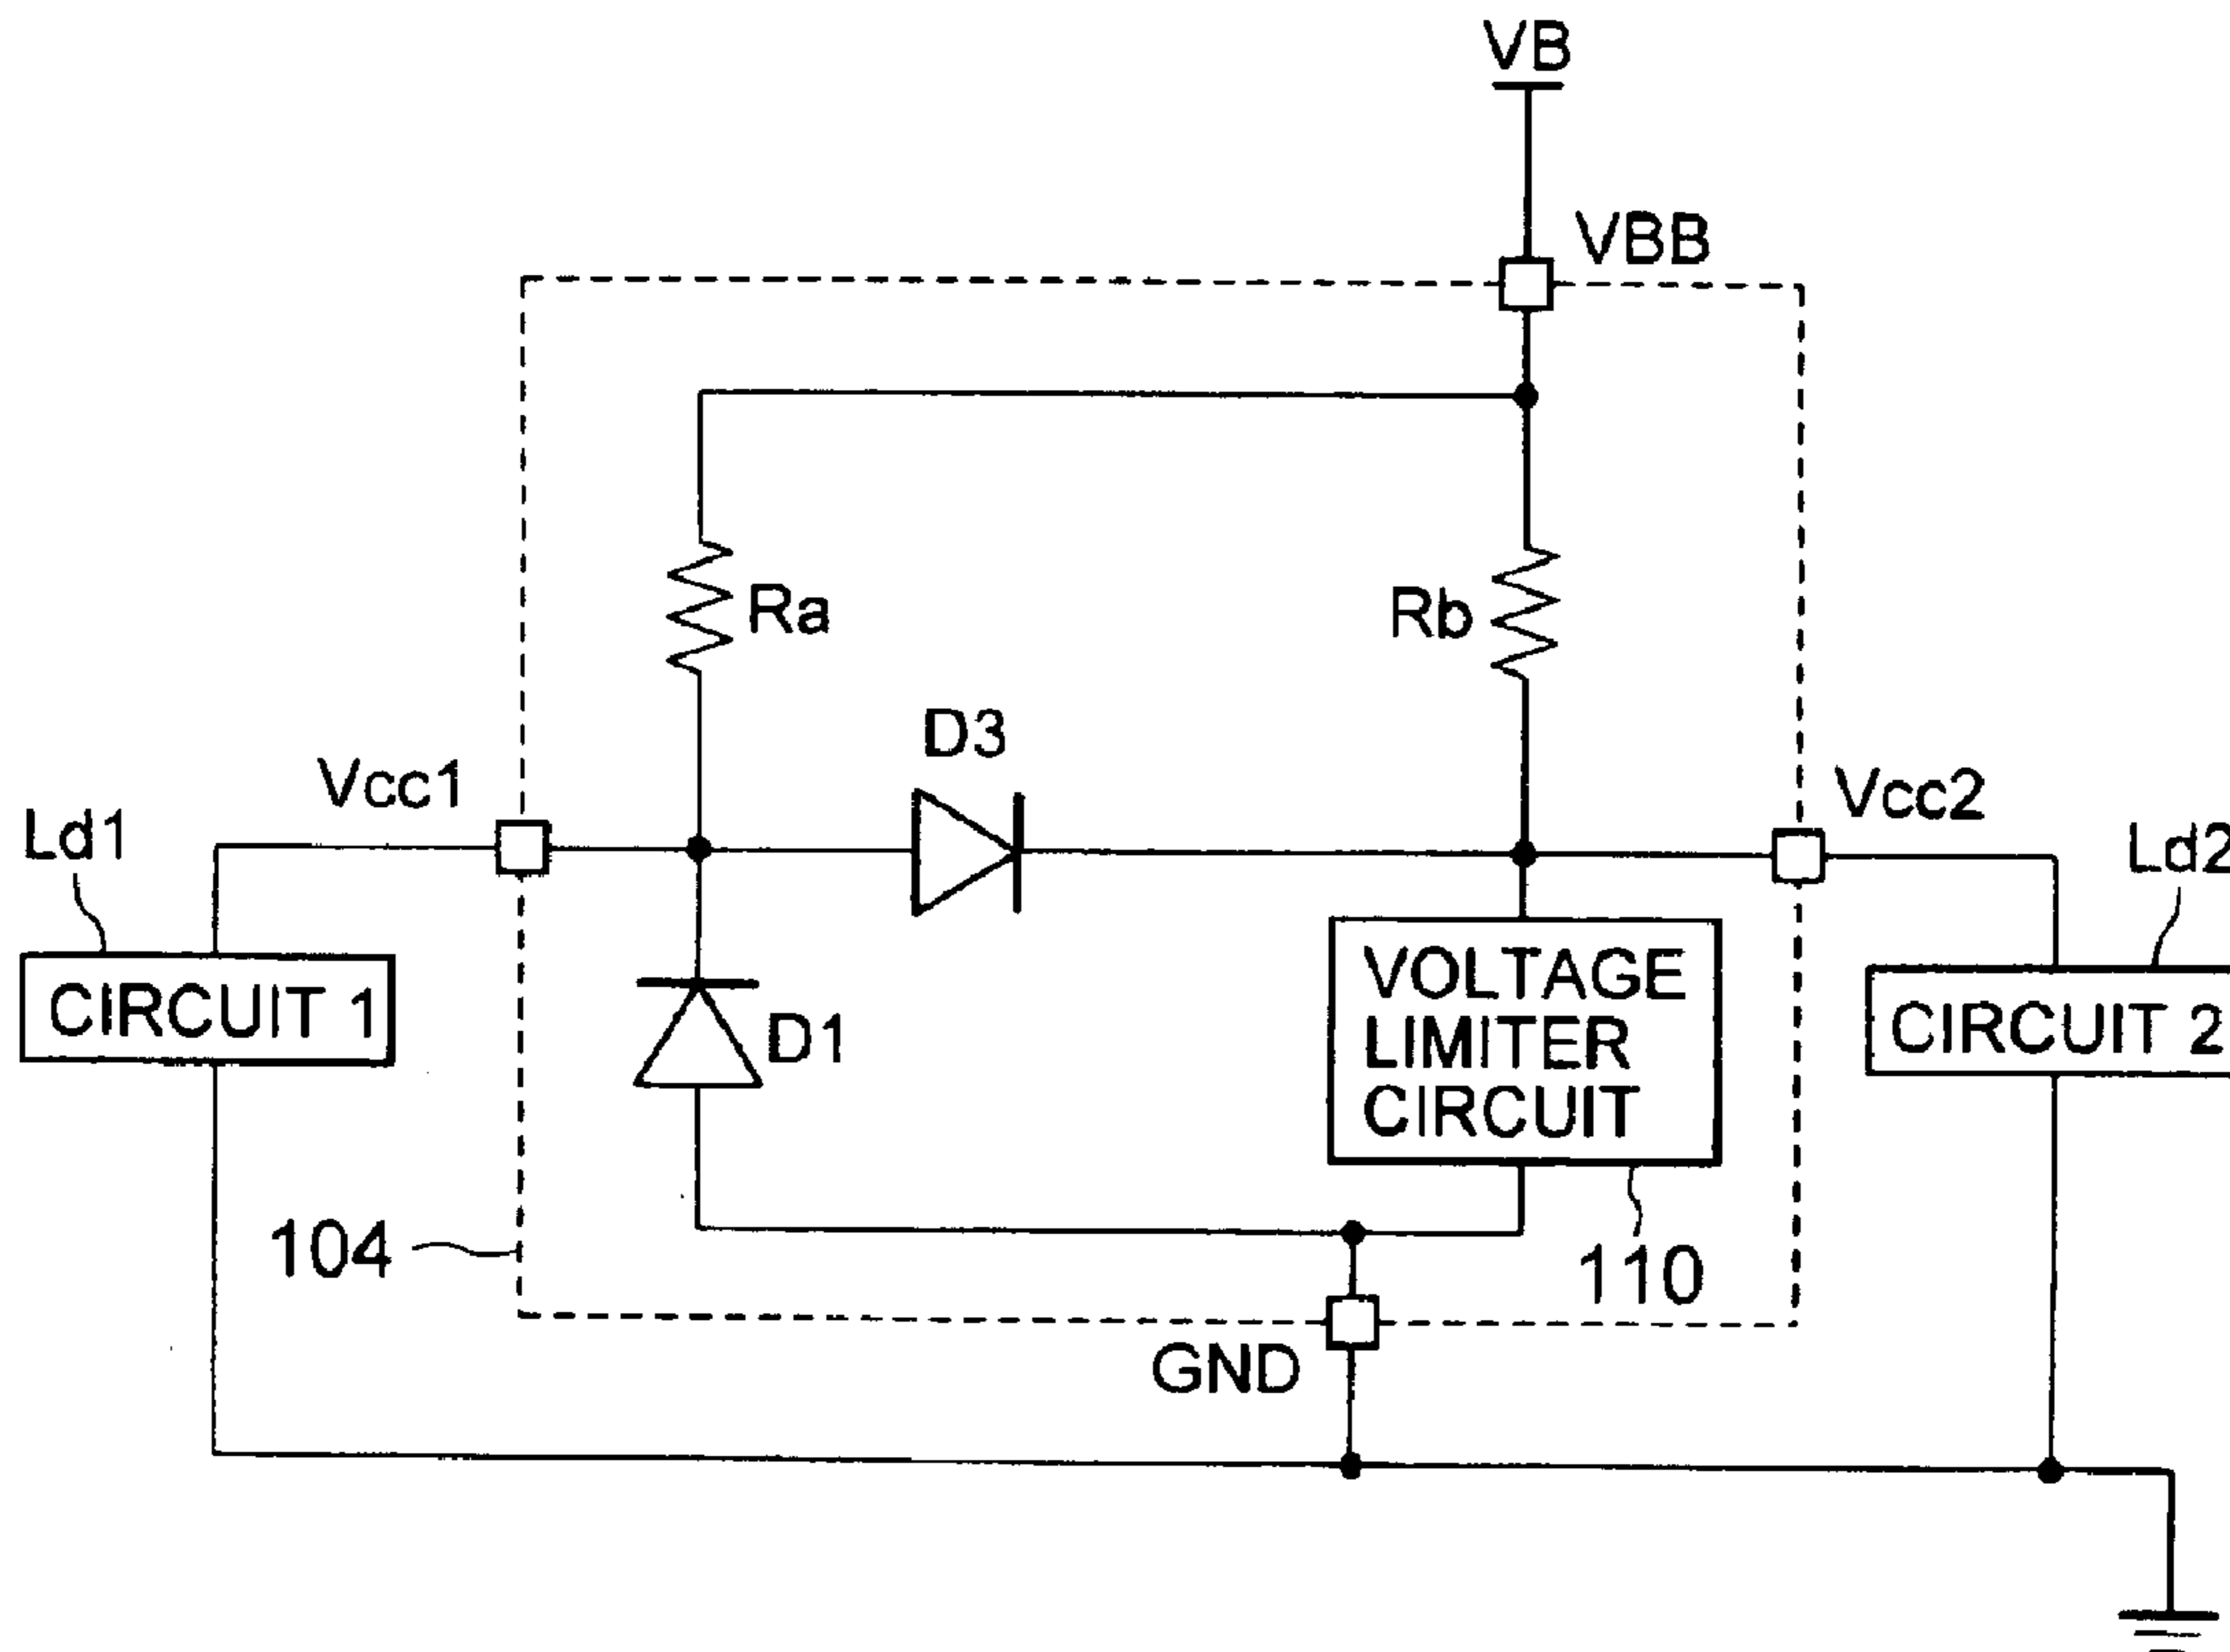 VB
VBB
Ra
Rb
D3
Vcc1
Vcc2
Ld1
Ld2
CIRCUIT 1
D1
VOLTAGE
LIMITER
CIRCUIT
CIRCUIT 2
104
110
GND